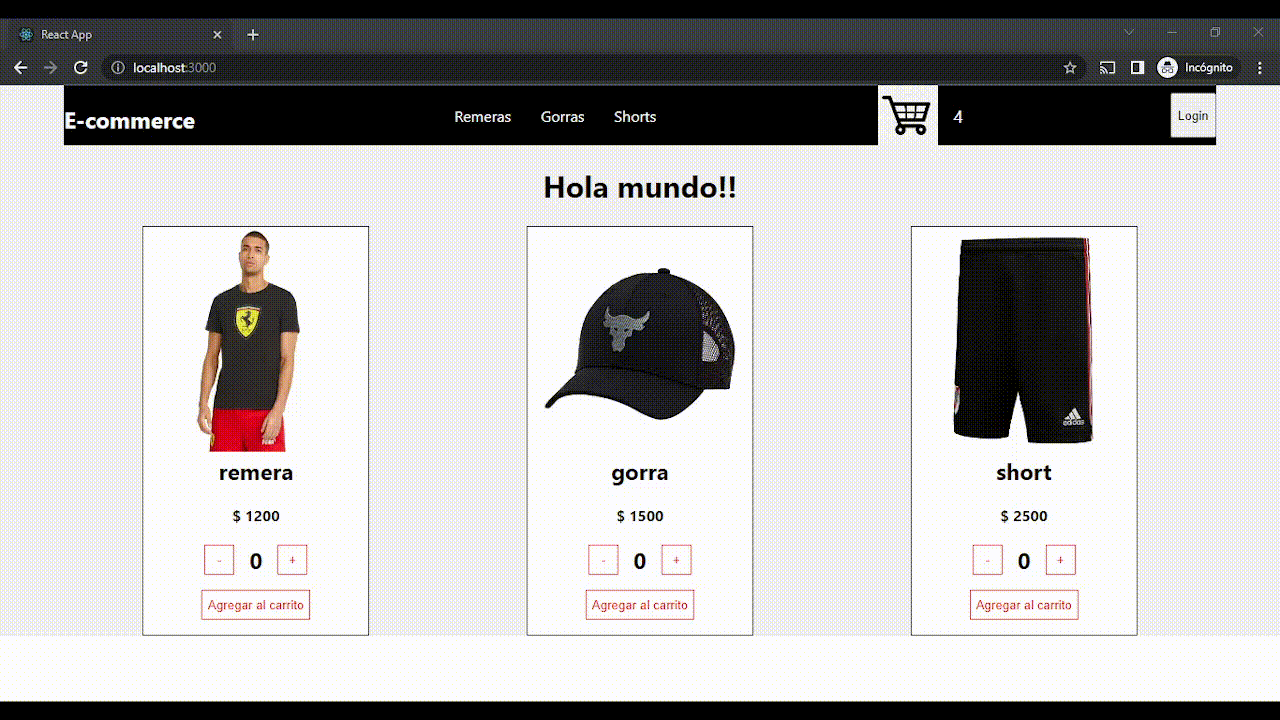 React App
localhost:3000
Incógnito
E-commerce
Remeras Gorras Shorts
4
Login
Hola mundo!!
adidas
remera gorra short
$ 1200 $ 1500 $ 2500
- 0 + - 0 + - 0 +
Agregar al carrito Agregar al carrito Agregar al carrito